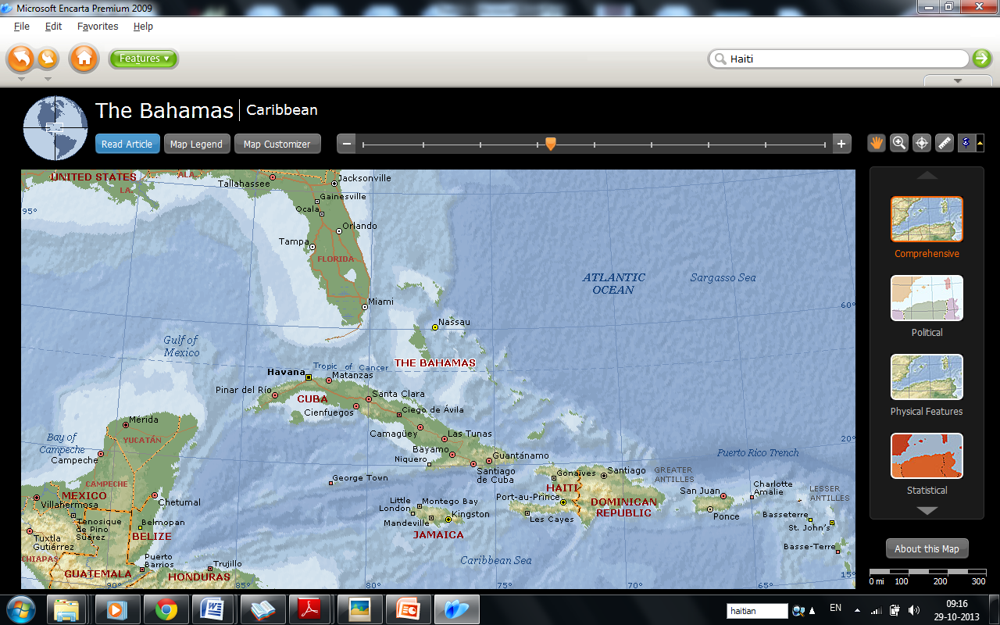 Microsoft Encarta Premium 2009
File Edit Favorites Help
Features
Haiti
The Bahamas Caribbean
Read Article Map Legend Map Customizer
UNITED STATES
ALA.
LA.
Tallahassee
Jacksonville
Gainesville
Ocala
95°
Orlando
Tampa
FLORIDA
ATLANTIC
OCEAN
Sargasso Sea
Miami
60°
Nassau
Gulf of
Mexico
THE BAHAMAS
Tropic of Cancer
Havana
Matanzas
Pinar del Río
CUBA
Santa Clara
Cienfuegos
Ciego de Ávila
Mérida
YUCATÁN
Camagüey
Las Tunas
Bay of
Campeche
Campeche
20°
Bayamo
Niquero
Guantánamo
Puerto Rico Trench
Santiago
de Cuba
George Town
Gonaïves
Santiago
GREATER
ANTILLES
CAMPECHE
MEXICO
Villahermosa
Chetumal
HAITI
San Juan
Charlotte
Amalie
LESSER
ANTILLES
Little
London
Montego Bay
Port-au-Prince
DOMINICAN
REPUBLIC
Kingston
Mandeville
Les Cayes
Ponce
Basseterre
St. John's
Tenosique
de Pino
Suárez
Belmopan
BELIZE
JAMAICA
Tuxtla
Gutiérrez
Basse-Terre
CHIAPAS
Puerto
Barrios
Trujillo
Caribbean Sea
GUATEMALA
HONDURAS
90° 85° 80° 75° 70° 65° 15°
Comprehensive
Political
Physical Features
Statistical
About this Map
0 mi 100 200 300
haitian
EN
09:16
29-10-2013